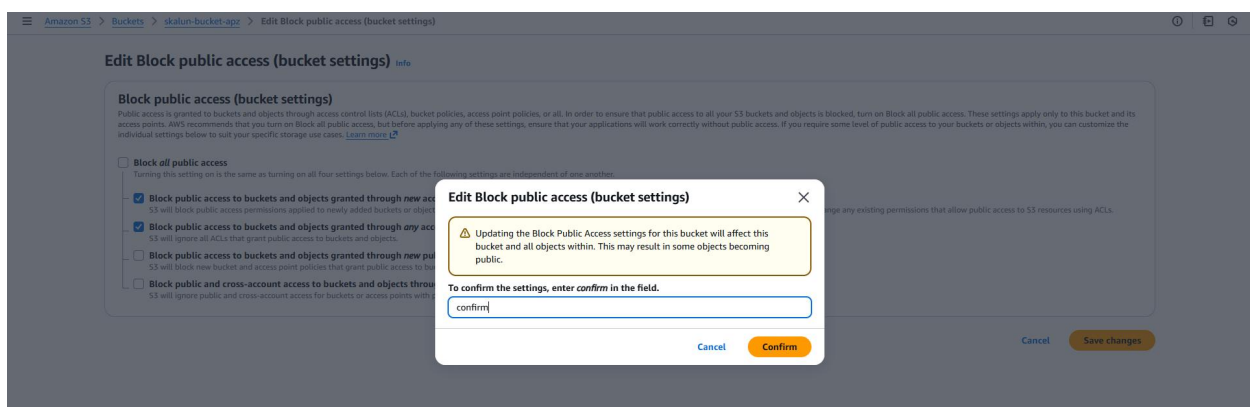 Amazon S3 > Buckets > skalun-bucket-apz > Edit Block public access (bucket settings)
Edit Block public access (bucket settings) Info
Block public access (bucket settings)
Public access is granted to buckets and objects through access control lists (ACLs), bucket policies, access point policies, or all. In order to ensure that public access to all your S3 buckets and objects is blocked, turn on Block all public access. These settings apply only to this bucket and its
access points. AWS recommends that you turn on Block all public access, but before applying any of these settings, ensure that your applications will work correctly without public access. If you require some level of public access to your buckets or objects within, you can customize the
individual settings below to suit your specific storage use cases. Learn more
Block all public access
Turning this setting on is the same as turning on all four settings below. Each of the following settings are independent of one another.
Block public access to buckets and objects granted through new acc
S3 will block public access permissions applied to newly added buckets or object
nge any existing permissions that allow public access to S3 resources using ACLs.
Block public access to buckets and objects granted through any acc
S3 will ignore all ACLs that grant public access to buckets and objects.
Block public access to buckets and objects granted through new pu
S3 will block new bucket and access point policies that grant public access to bu
Block public and cross-account access to buckets and objects throu
S3 will ignore public and cross-account access for buckets or access points with p
Edit Block public access (bucket settings)
Updating the Block Public Access settings for this bucket will affect this
bucket and all objects within. This may result in some objects becoming
public.
To confirm the settings, enter confirm in the field.
confirm
Cancel
Confirm
Cancel
Save changes